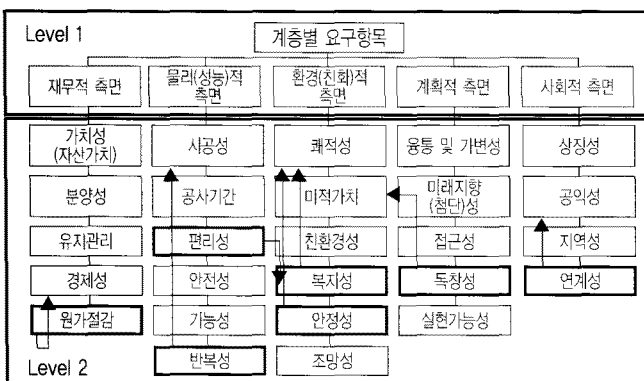 Level 1
계층별 요구항목
재무적 측면
물리(성능)적
측면
환경(친화)적
측면
계획적 측면
사회적 측면
가치성
(자산가치)
시공성
쾌적성
융통 및 가변성
상징성
분양성
공사기간
미적가치
미래지향
(첨단)성
공익성
유지관리
편리성
친환경성
접근성
지역성
경제성
안전성
복지성
독창성
연계성
원가절감
기능성
안정성
실현가능성
반복성
조망성
Level 2